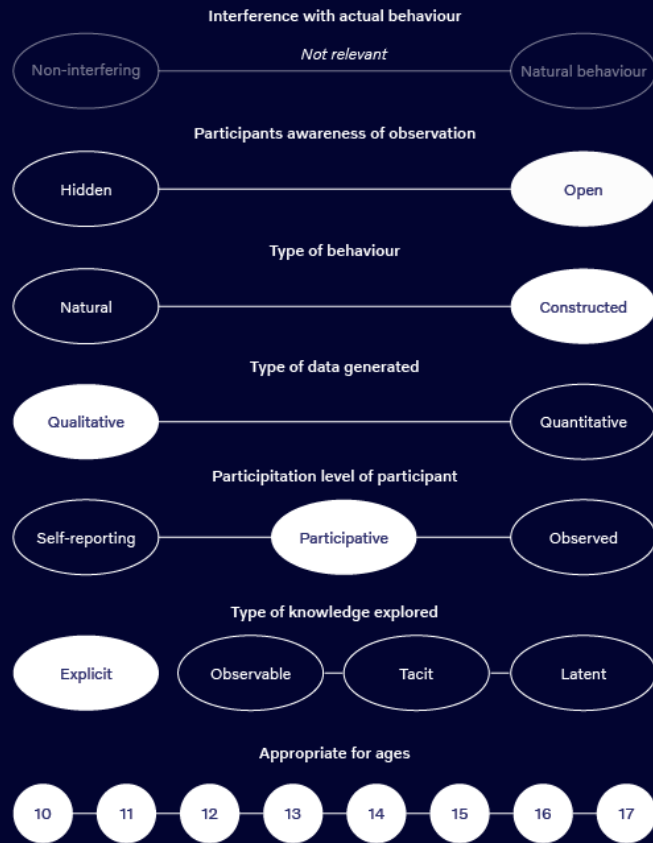 Interference with actual behaviour
Non-interfering
Not relevant
Natural behaviour
Participants awareness of observation
Hidden
Open
Type of behaviour
Natural
Constructed
Type of data generated
Qualitative
Quantitative
Participitation level of participant
Self-reporting
Participative
Observed
Type of knowledge explored
Explicit
Observable
Tacit
Latent
Appropriate for ages
10 11 12 13 14 15 16 17